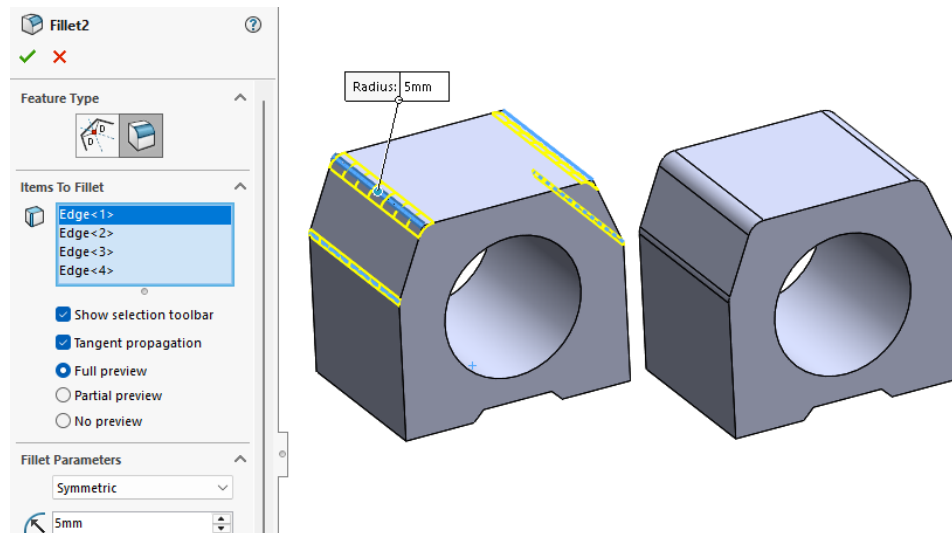 Fillet2
Feature Type
D
D
Items To Fillet
Edge<1>
Edge<2>
Edge<3>
Edge<4>
Show selection toolbar
Tangent propagation
Full preview
Partial preview
No preview
Fillet Parameters
Symmetric
5mm
Radius: 5mm